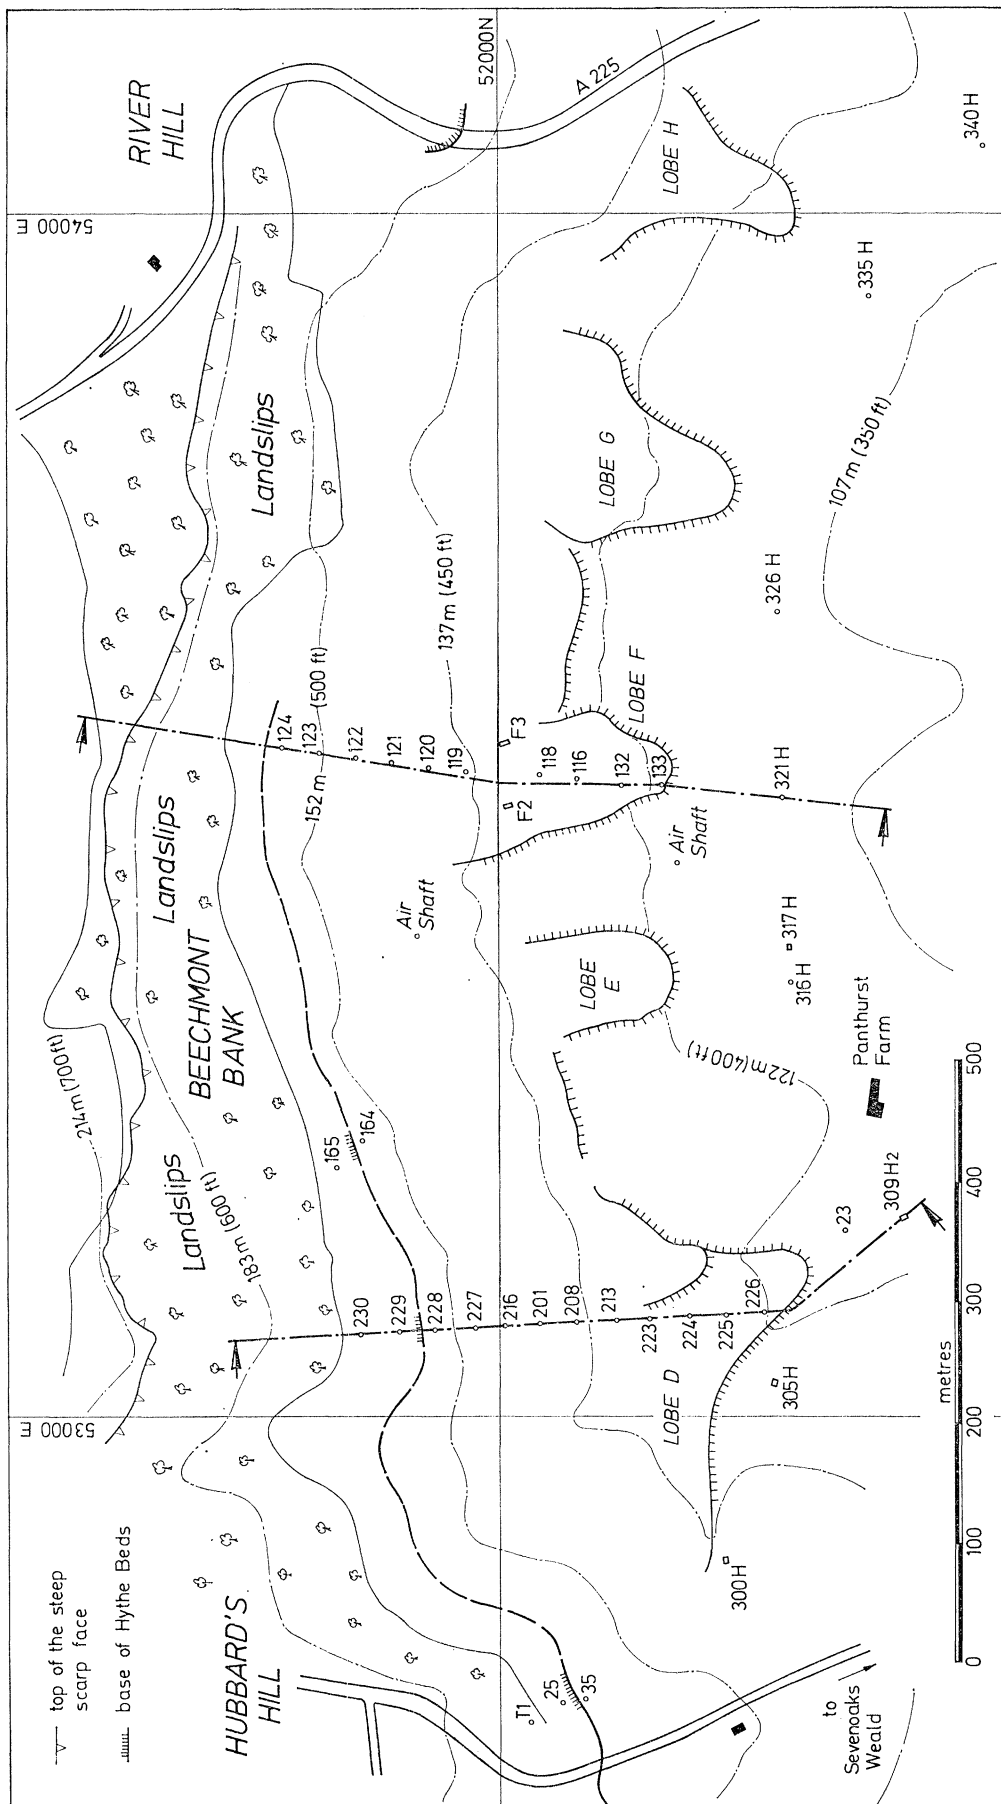 top of the steep
scarp face
base of Hythe Beds
HUBBARD'S
HILL
RIVER
HILL
BEECHMONT
BANK
Landslips
Landslips
Landslips
214m (700ft)
183m (600 ft)
152 m (500 ft)
137m (450 ft)
122m (400 ft)
107m (350 ft)
53000 E
54000 E
52000N
A 225
T1
25
35
165
164
230
229
228
227
216
201
208
213
223
224
225
226
23
309H2
305H
300H
124
123
122
121
120
119
118
116
132
133
321 H
F2
F3
Air
Shaft
Air
Shaft
LOBE D
LOBE
E
LOBE F
LOBE G
LOBE H
316H
317 H
326 H
335 H
340 H
Panthurst
Farm
to
Sevenoaks
Weald
0
100
200
300
400
500
metres